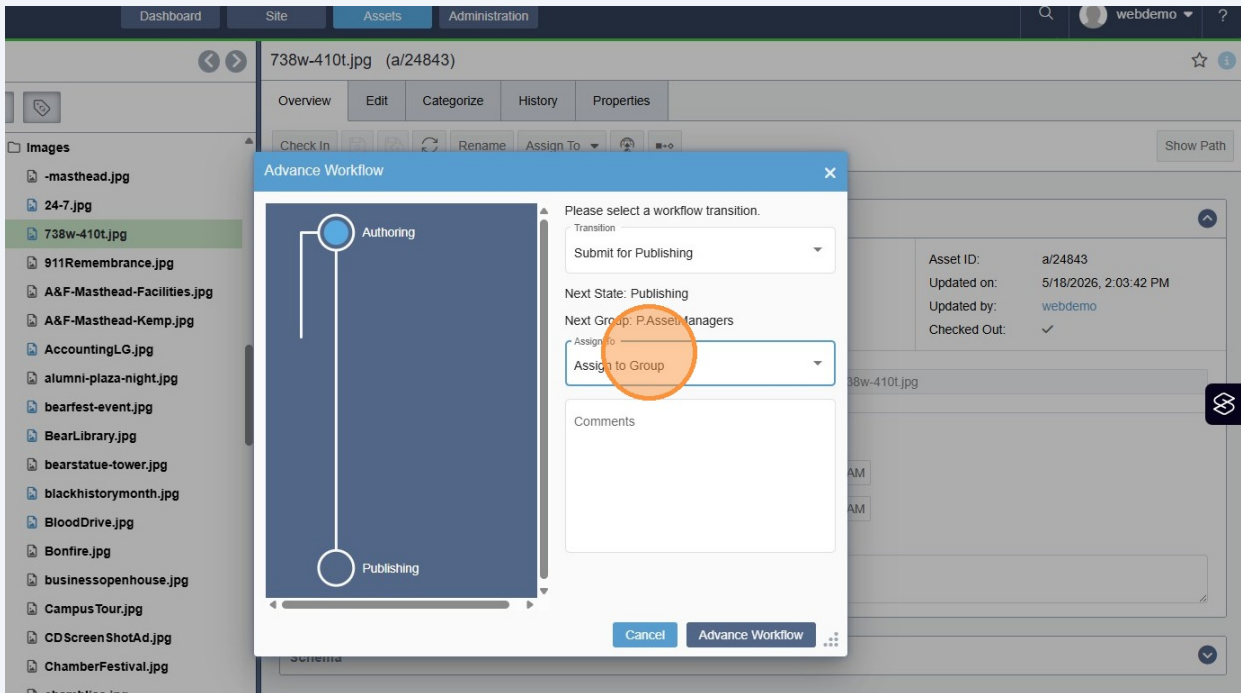 Dashboard
Site
Assets
Administration
webdemo
?
738w-410t.jpg (a/24843)
Overview
Edit
Categorize
History
Properties
Check In
Rename
Assign To
Show Path
Images
-masthead.jpg
24-7.jpg
738w-410t.jpg
911Remembrance.jpg
A&F-Masthead-Facilities.jpg
A&F-Masthead-Kemp.jpg
AccountingLG.jpg
alumni-plaza-night.jpg
bearfest-event.jpg
BearLibrary.jpg
bearstatue-tower.jpg
blackhistorymonth.jpg
BloodDrive.jpg
Bonfire.jpg
businessopenhouse.jpg
CampusTour.jpg
CDScreenShotAd.jpg
ChamberFestival.jpg
Advance Workflow
Authoring
Publishing
Please select a workflow transition.
Transition
Submit for Publishing
Next State: Publishing
Next Group: P.AssetManagers
Assign To
Assign to Group
Comments
Cancel
Advance Workflow
Asset ID: a/24843
Updated on: 5/18/2026, 2:03:42 PM
Updated by: webdemo
Checked Out:
38w-410t.jpg
AM
AM
Schema